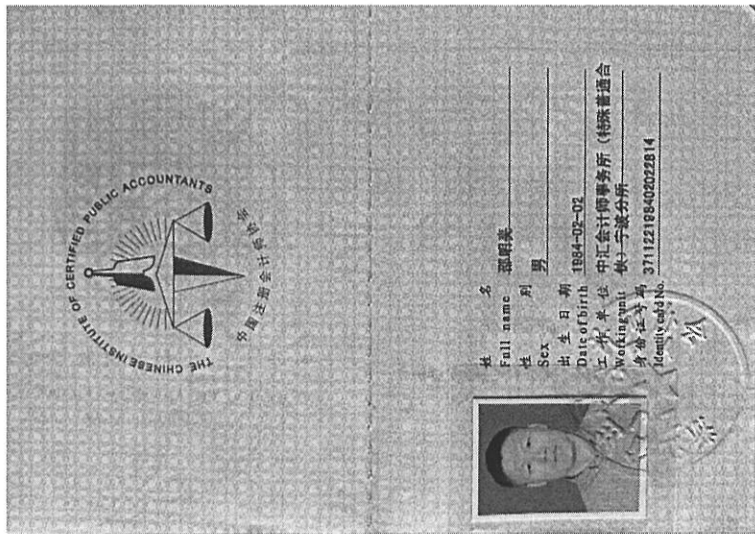 THE CHINESE INSTITUTE OF CERTIFIED PUBLIC ACCOUNTANTS
中国注册会计师协会
姓 名
Full name 邵明英
性 别
Sex 男
出生日期
Date of birth 1984-02-02
工作单位 中汇会计师事务所（特殊普通合
Working unit 伙）宁波分所
身份证号码
Identity card No. 371122198402022814